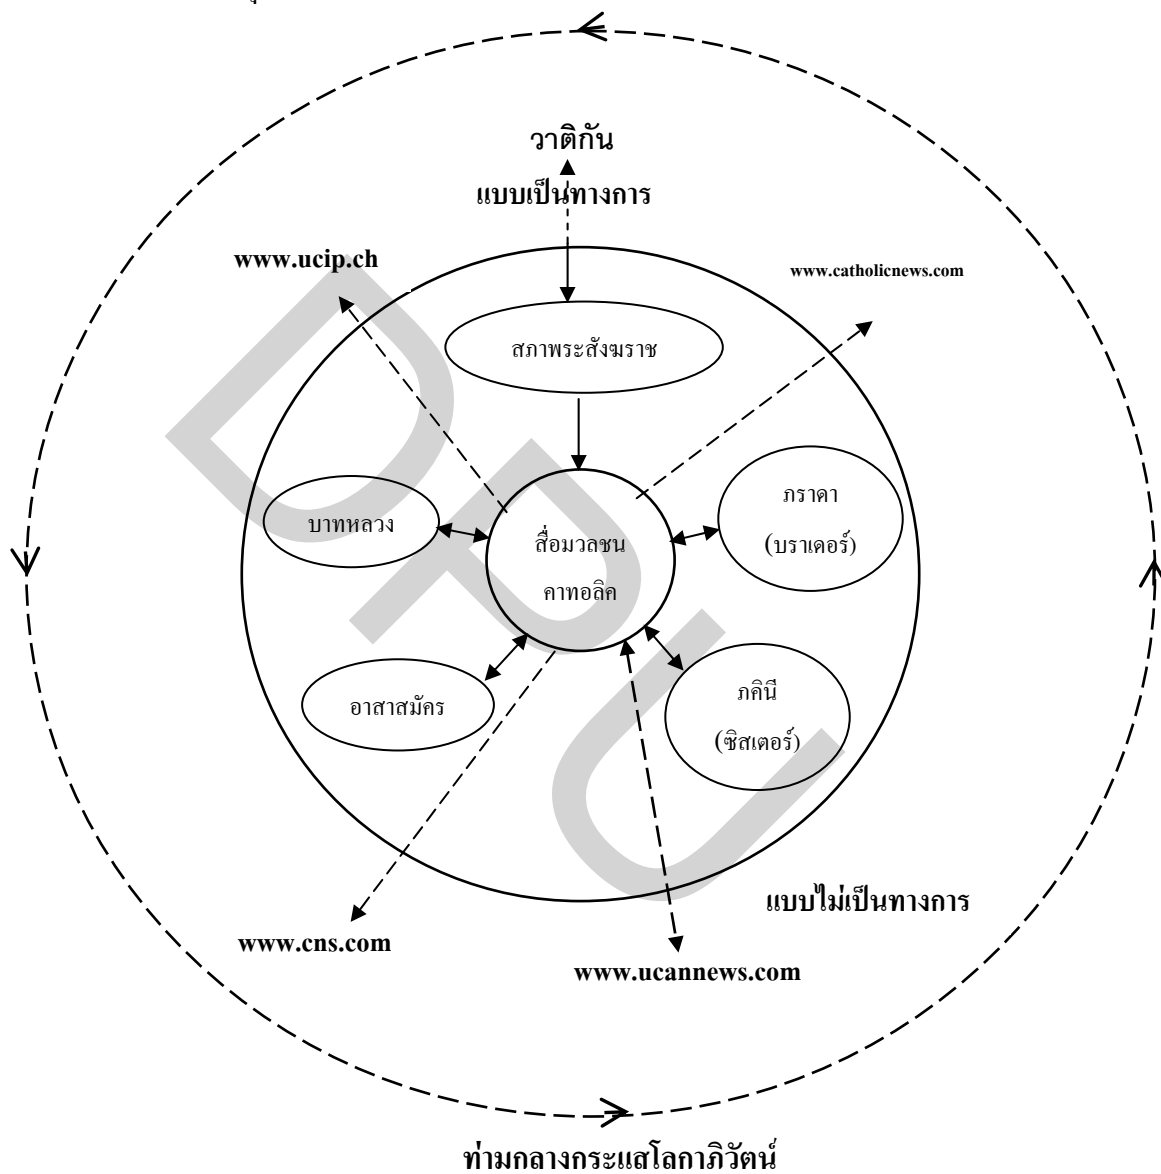 วาติกัน
แบบเป็นทางการ
www.ucip.ch
www.catholicnews.com
สภาพระสังฆราช
บาทหลวง
สื่อมวลชน
คาทอลิค
ภราดา
(บราเดอร์)
อาสาสมัคร
ภคินี
(ซิสเตอร์)
แบบไม่เป็นทางการ
www.cns.com
www.ucannews.com
ท่ามกลางกระแสโลกาภิวัตน์
DPU